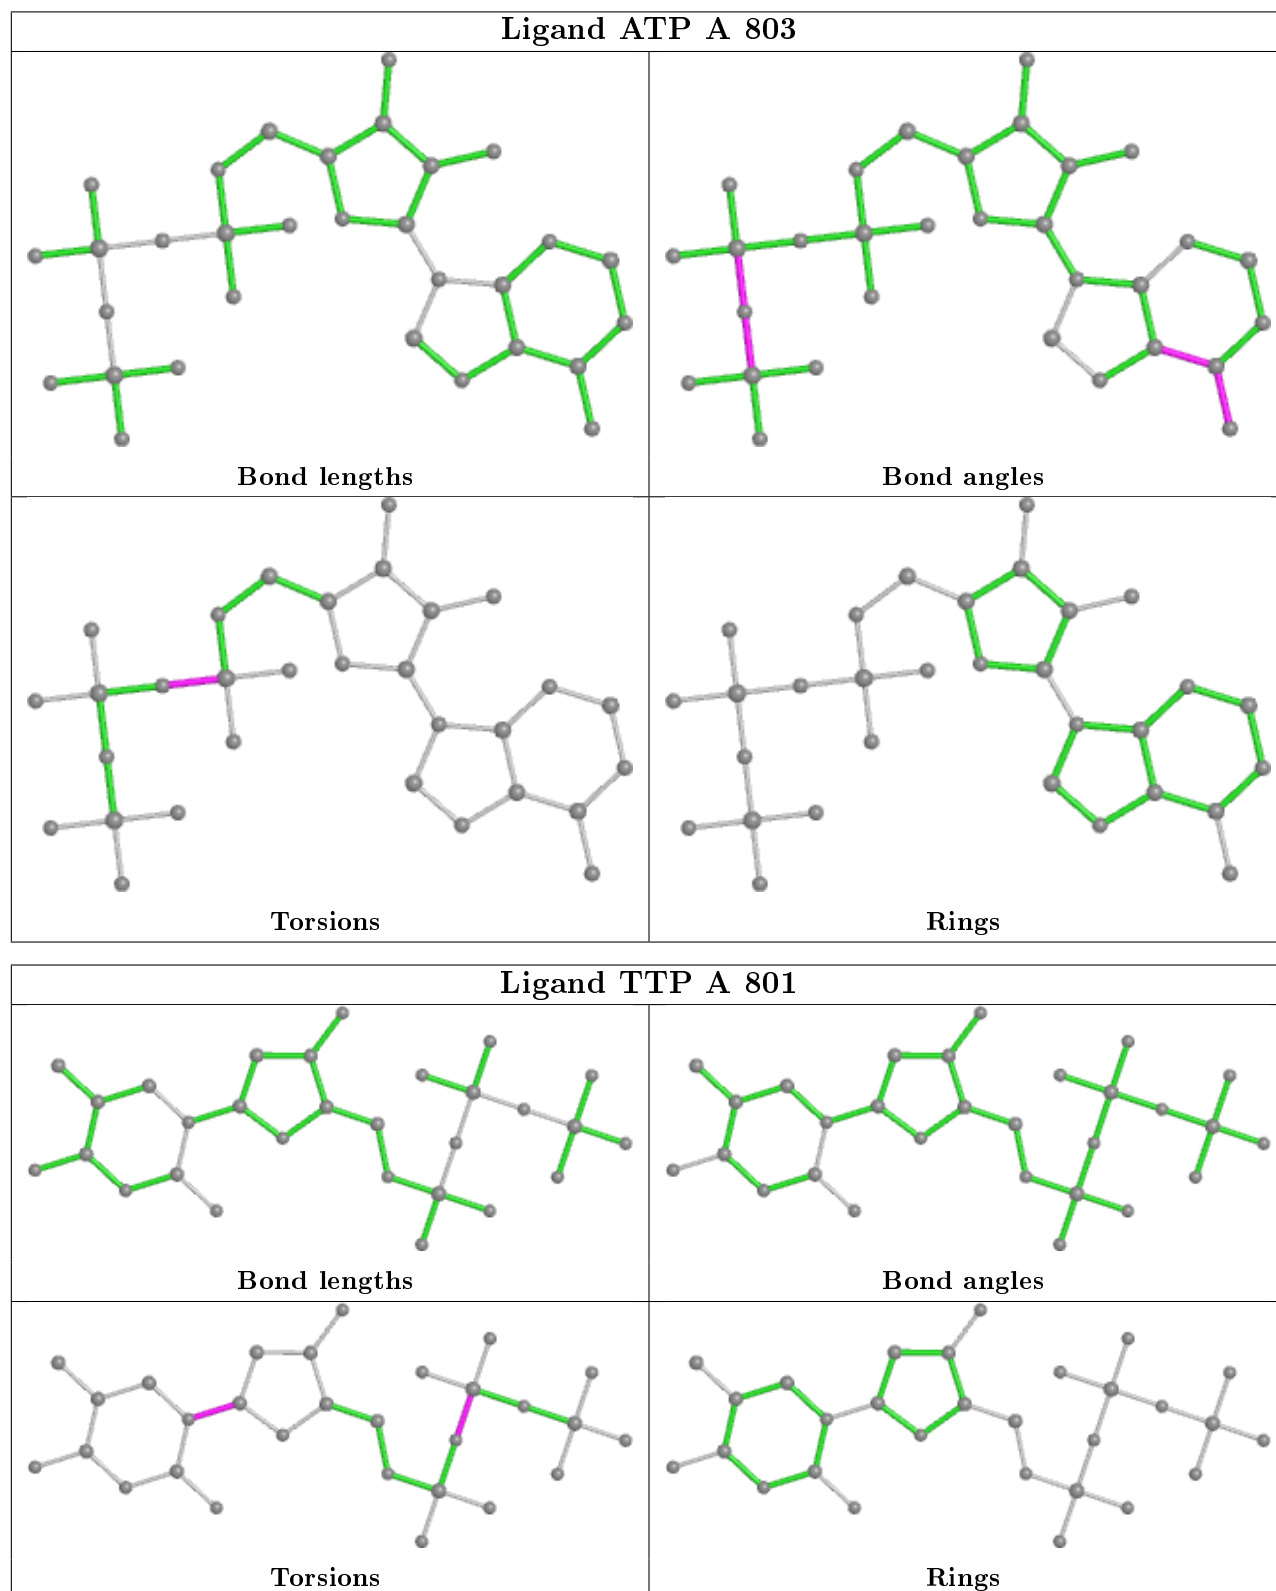 Ligand ATP A 803
Bond lengths
Bond angles
Torsions
Rings
Ligand TTP A 801
Bond lengths
Bond angles
Torsions
Rings